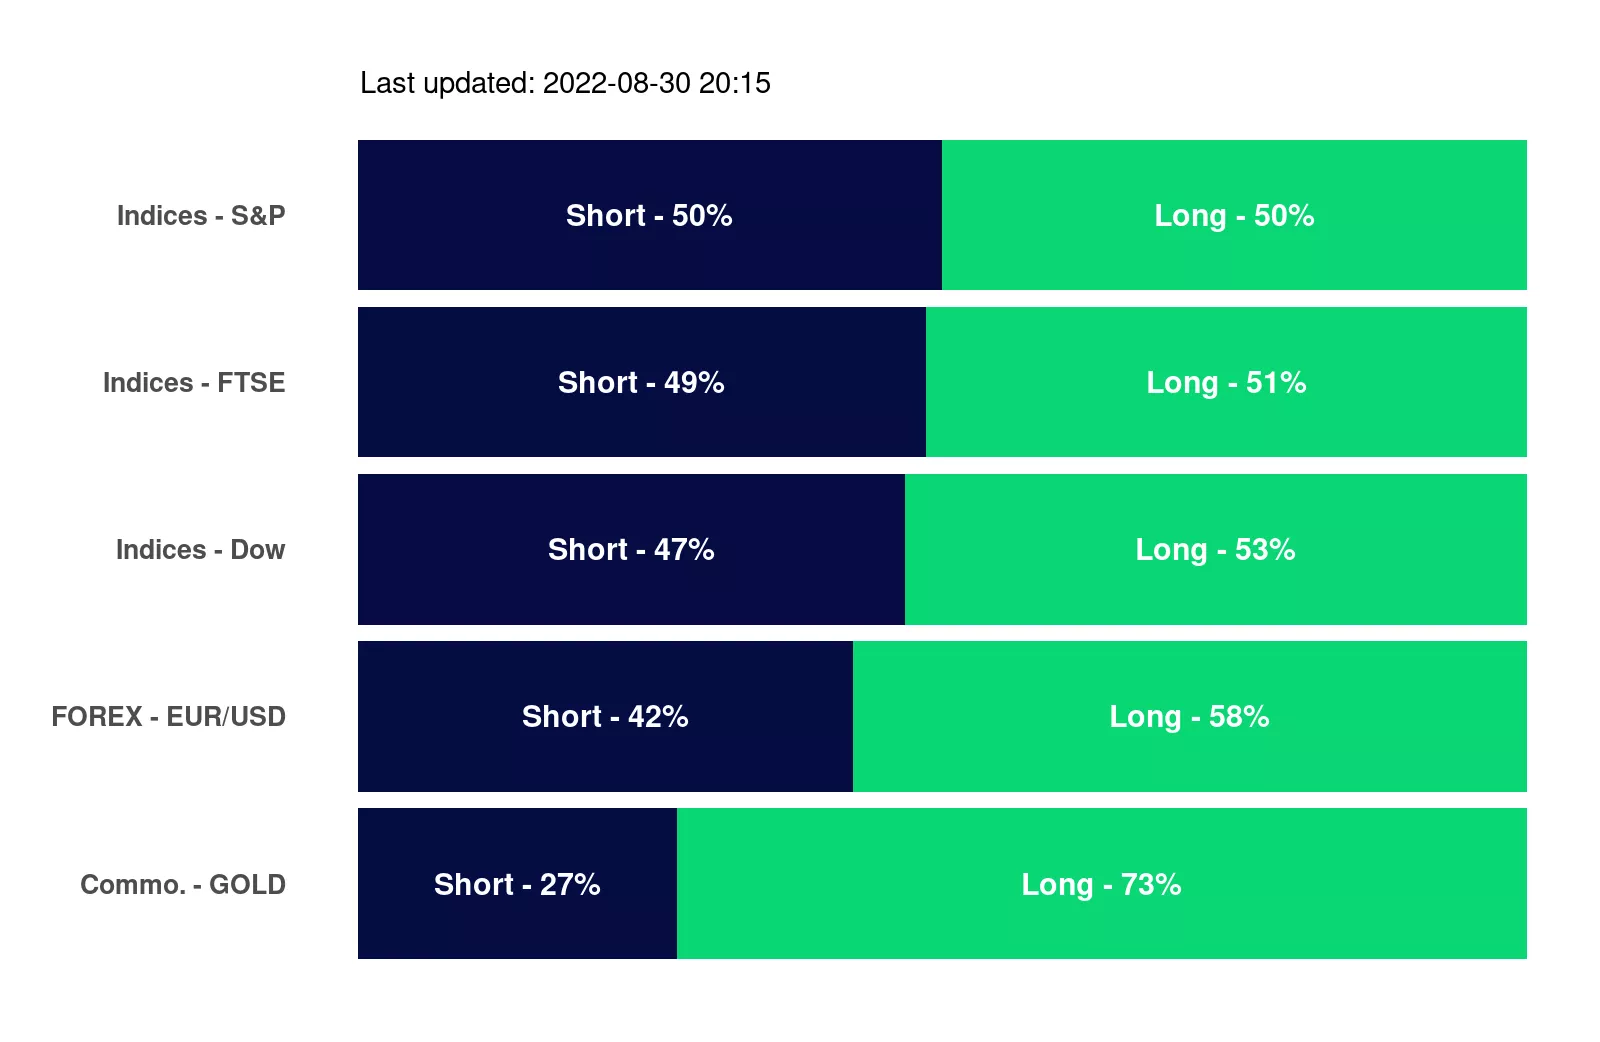 Last updated: 2022-08-30 20:15
Indices - S&P Short - 50% Long - 50%
Indices - FTSE Short - 49% Long - 51%
Indices - Dow Short - 47% Long - 53%
FOREX - EUR/USD Short - 42% Long - 58%
Commo. - GOLD Short - 27% Long - 73%